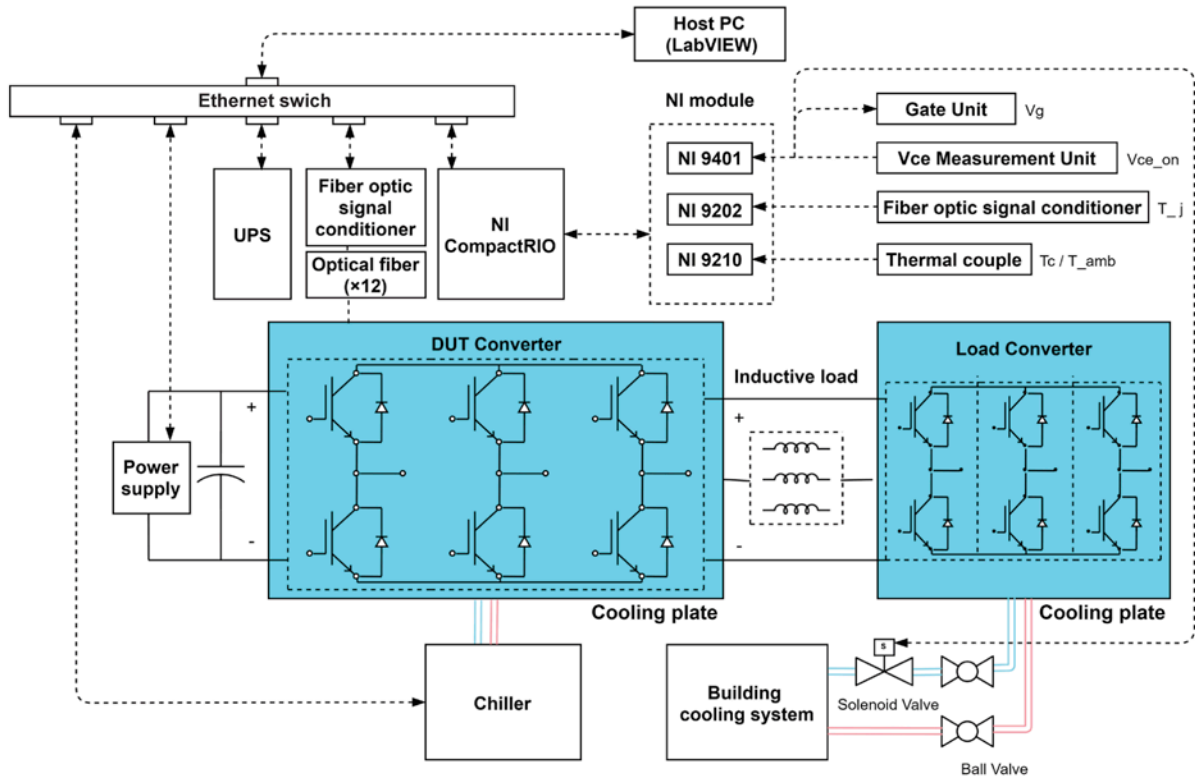 Host PC
(LabVIEW)
Ethernet swich
NI module
Gate Unit
Vg
NI 9401
Vce Measurement Unit
Vce_on
NI 9202
Fiber optic signal conditioner
T_j
NI 9210
Thermal couple
Tc / T_amb
UPS
Fiber optic
signal
conditioner
Optical fiber
(×12)
NI
CompactRIO
DUT Converter
Load Converter
Inductive load
+
+
Power
supply
-
-
Cooling plate
Cooling plate
Chiller
Building
cooling system
S
Solenoid Valve
Ball Valve